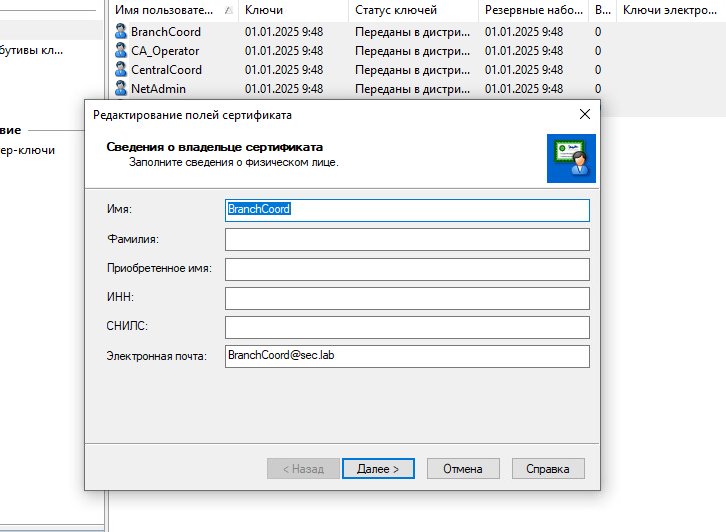 Имя пользовате... Ключи Статус ключей Резервные набо... В... Ключи электро...
BranchCoord 01.01.2025 9:48 Переданы в дистри... 01.01.2025 9:48 0
бутивы кл... CA_Operator 01.01.2025 9:48 Переданы в дистри... 01.01.2025 9:48 0
CentralCoord 01.01.2025 9:48 Переданы в дистри... 01.01.2025 9:48 0
NetAdmin 01.01.2025 9:48 Переданы в дистри... 01.01.2025 9:48 0
Редактирование полей сертификата
вие
ер-ключи
Сведения о владельце сертификата
Заполните сведения о физическом лице.
Имя: BranchCoord
Фамилия:
Приобретенное имя:
ИНН:
СНИЛС:
Электронная почта: BranchCoord@sec.lab
< Назад Далее > Отмена Справка